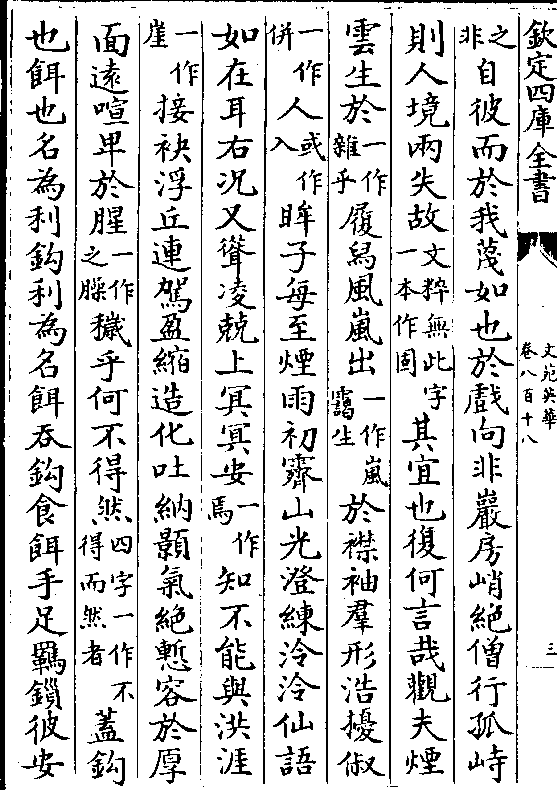 欽定四庫全書
文苑英華
卷八百十八
三
之非自彼而於我蔑如也於戲向非巖房峭絶僧行孤峙
則人境兩失故文粹無此字一本作固其宜也復何言哉觀夫煙
雲生於一作雜乎履舄風嵐出一作嵐靄生於襟袖羣形浩擾俶
一作併人或作入眸子每至煙雨初霽山光澄練泠泠仙語
如在耳右况又聳凌兢上冥冥安一作焉知不能與洪涯
一作崖接袂浮丘連駕盈縮造化吐納顥氣絶慙容於厚
面逺喧卑於腥一作之臊穢乎何不得然四字一作不得而然者蓋鈎
也餌也名為利鈎利為名餌吞鈎食餌手足羈鎖彼安